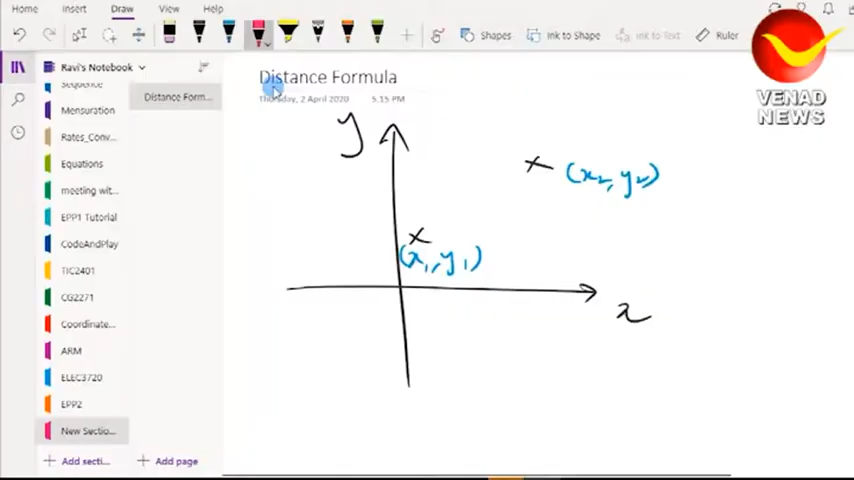 Home Insert Draw View Help
Shapes Ink to Shape Ink to Text Ruler
VENAD
NEWS
Ravi's Notebook
Distance Formula
Thursday, 2 April 2020 5.15 PM
Sequence
Mensuration
Rates_Conv...
Equations
meeting wit...
EPP1 Tutorial
CodeAndPlay
TIC2401
CG2271
Coordinate...
ARM
ELEC3720
EPP2
New Sectio...
Add secti...
Distance Form...
Add page
y
(x₂, y₂)
(x₁, y₁)
x